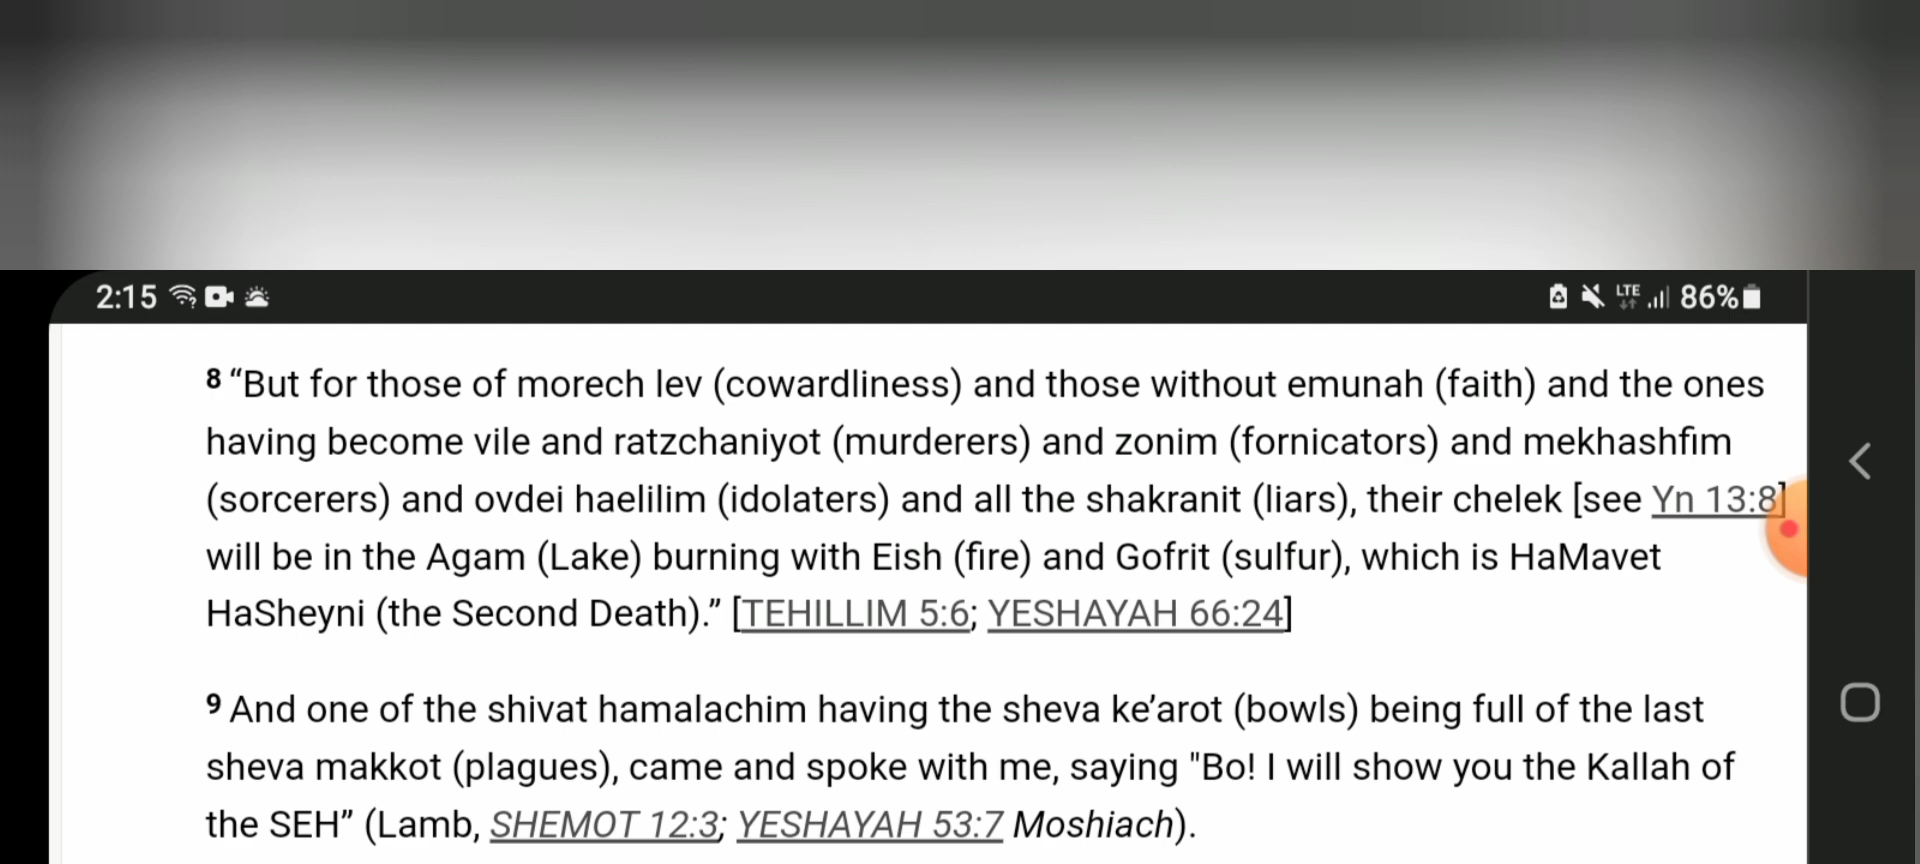 2:15 LTE 86%
8 “But for those of morech lev (cowardliness) and those without emunah (faith) and the ones
having become vile and ratzchaniyot (murderers) and zonim (fornicators) and mekhashfim
(sorcerers) and ovdei haelilim (idolaters) and all the shakranit (liars), their chelek [see Yn 13:8]
will be in the Agam (Lake) burning with Eish (fire) and Gofrit (sulfur), which is HaMavet
HaSheyni (the Second Death).” [TEHILLIM 5:6; YESHAYAH 66:24]
9 And one of the shivat hamalachim having the sheva ke’arot (bowls) being full of the last
sheva makkot (plagues), came and spoke with me, saying "Bo! I will show you the Kallah of
the SEH” (Lamb, SHEMOT 12:3; YESHAYAH 53:7 Moshiach).